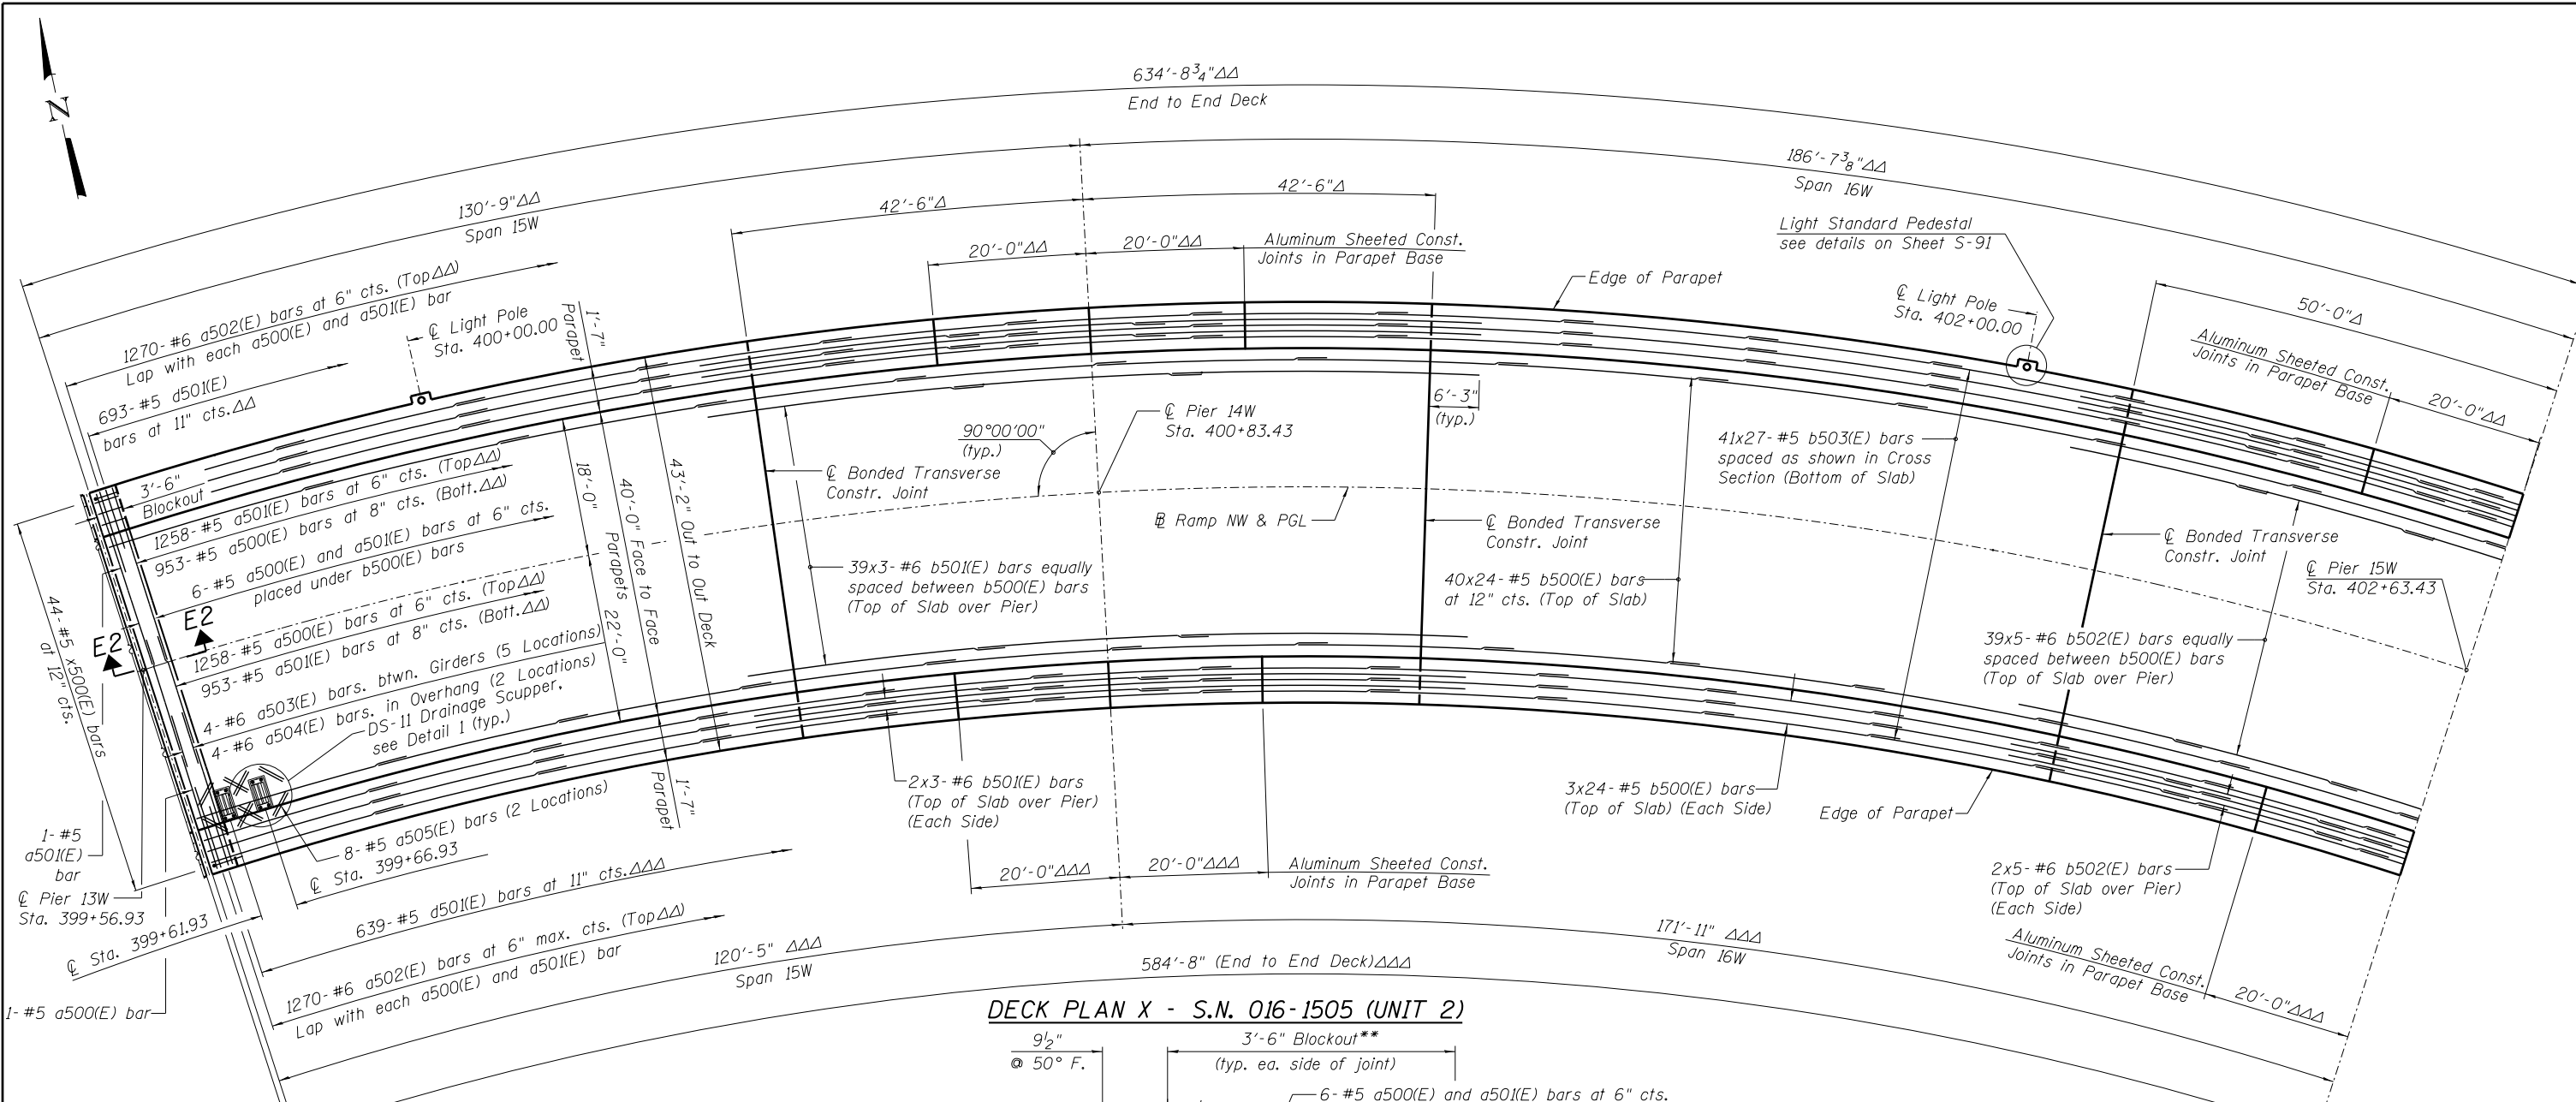 N
634'-8 3/4"ΔΔ
End to End Deck
130'-9"ΔΔ
Span 15W
186'-7 3/8"ΔΔ
Span 16W
42'-6"Δ
42'-6"Δ
20'-0"ΔΔ
20'-0"ΔΔ
Aluminum Sheeted Const.
Joints in Parapet Base
Light Standard Pedestal
see details on Sheet S-91
Edge of Parapet
℄ Light Pole
Sta. 402+00.00
50'-0"Δ
Aluminum Sheeted Const.
Joints in Parapet Base
20'-0"ΔΔ
1270-#6 a502(E) bars at 6" cts. (TopΔΔ)
Lap with each a500(E) and a501(E) bar
℄ Light Pole
Sta. 400+00.00
1'-7"
Parapet
693-#5 d501(E)
bars at 11" cts.ΔΔ
3'-6"
Blockout
1258-#5 a501(E) bars at 6" cts. (TopΔΔ)
953-#5 a500(E) bars at 8" cts. (Bott.ΔΔ)
6-#5 a500(E) and a501(E) bars at 6" cts.
placed under b500(E) bars
1258-#5 a500(E) bars at 6" cts. (TopΔΔ)
953-#5 a501(E) bars at 8" cts. (Bott.ΔΔ)
4-#6 a503(E) bars. btwn. Girders (5 Locations)
4-#6 a504(E) bars. in Overhang (2 Locations)
DS-11 Drainage Scupper,
see Detail 1 (typ.)
E2
E2
44-#5 x500(E) bars
at 12" cts.
18'-0"
22'-0"
40'-0" Face to Face
Parapets
43'-2" Out to Out Deck
1'-7"
Parapet
℄ Bonded Transverse
Constr. Joint
90°00'00"
(typ.)
℄ Pier 14W
Sta. 400+83.43
6'-3"
(typ.)
41x27-#5 b503(E) bars
spaced as shown in Cross
Section (Bottom of Slab)
℄ Ramp NW & PGL
℄ Bonded Transverse
Constr. Joint
℄ Bonded Transverse
Constr. Joint
℄ Pier 15W
Sta. 402+63.43
39x3-#6 b501(E) bars equally
spaced between b500(E) bars
(Top of Slab over Pier)
40x24-#5 b500(E) bars
at 12" cts. (Top of Slab)
39x5-#6 b502(E) bars equally
spaced between b500(E) bars
(Top of Slab over Pier)
2x3-#6 b501(E) bars
(Top of Slab over Pier)
(Each Side)
3x24-#5 b500(E) bars
(Top of Slab) (Each Side)
Edge of Parapet
2x5-#6 b502(E) bars
(Top of Slab over Pier)
(Each Side)
1-#5
a501(E)
bar
℄ Pier 13W
Sta. 399+56.93
℄ Sta. 399+61.93
1-#5 a500(E) bar
8-#5 a505(E) bars (2 Locations)
℄ Sta. 399+66.93
639-#5 d501(E) bars at 11" cts.ΔΔΔ
1270-#6 a502(E) bars at 6" max. cts. (TopΔΔ)
Lap with each a500(E) and a501(E) bar
20'-0"ΔΔΔ
20'-0"ΔΔΔ
Aluminum Sheeted Const.
Joints in Parapet Base
Aluminum Sheeted Const.
Joints in Parapet Base
20'-0"ΔΔΔ
120'-5" ΔΔΔ
Span 15W
171'-11" ΔΔΔ
Span 16W
584'-8" (End to End Deck)ΔΔΔ
DECK PLAN X - S.N. 016-1505 (UNIT 2)
9 1/2"
@ 50° F.
3'-6" Blockout**
(typ. ea. side of joint)
6-#5 a500(E) and a501(E) bars at 6" cts.